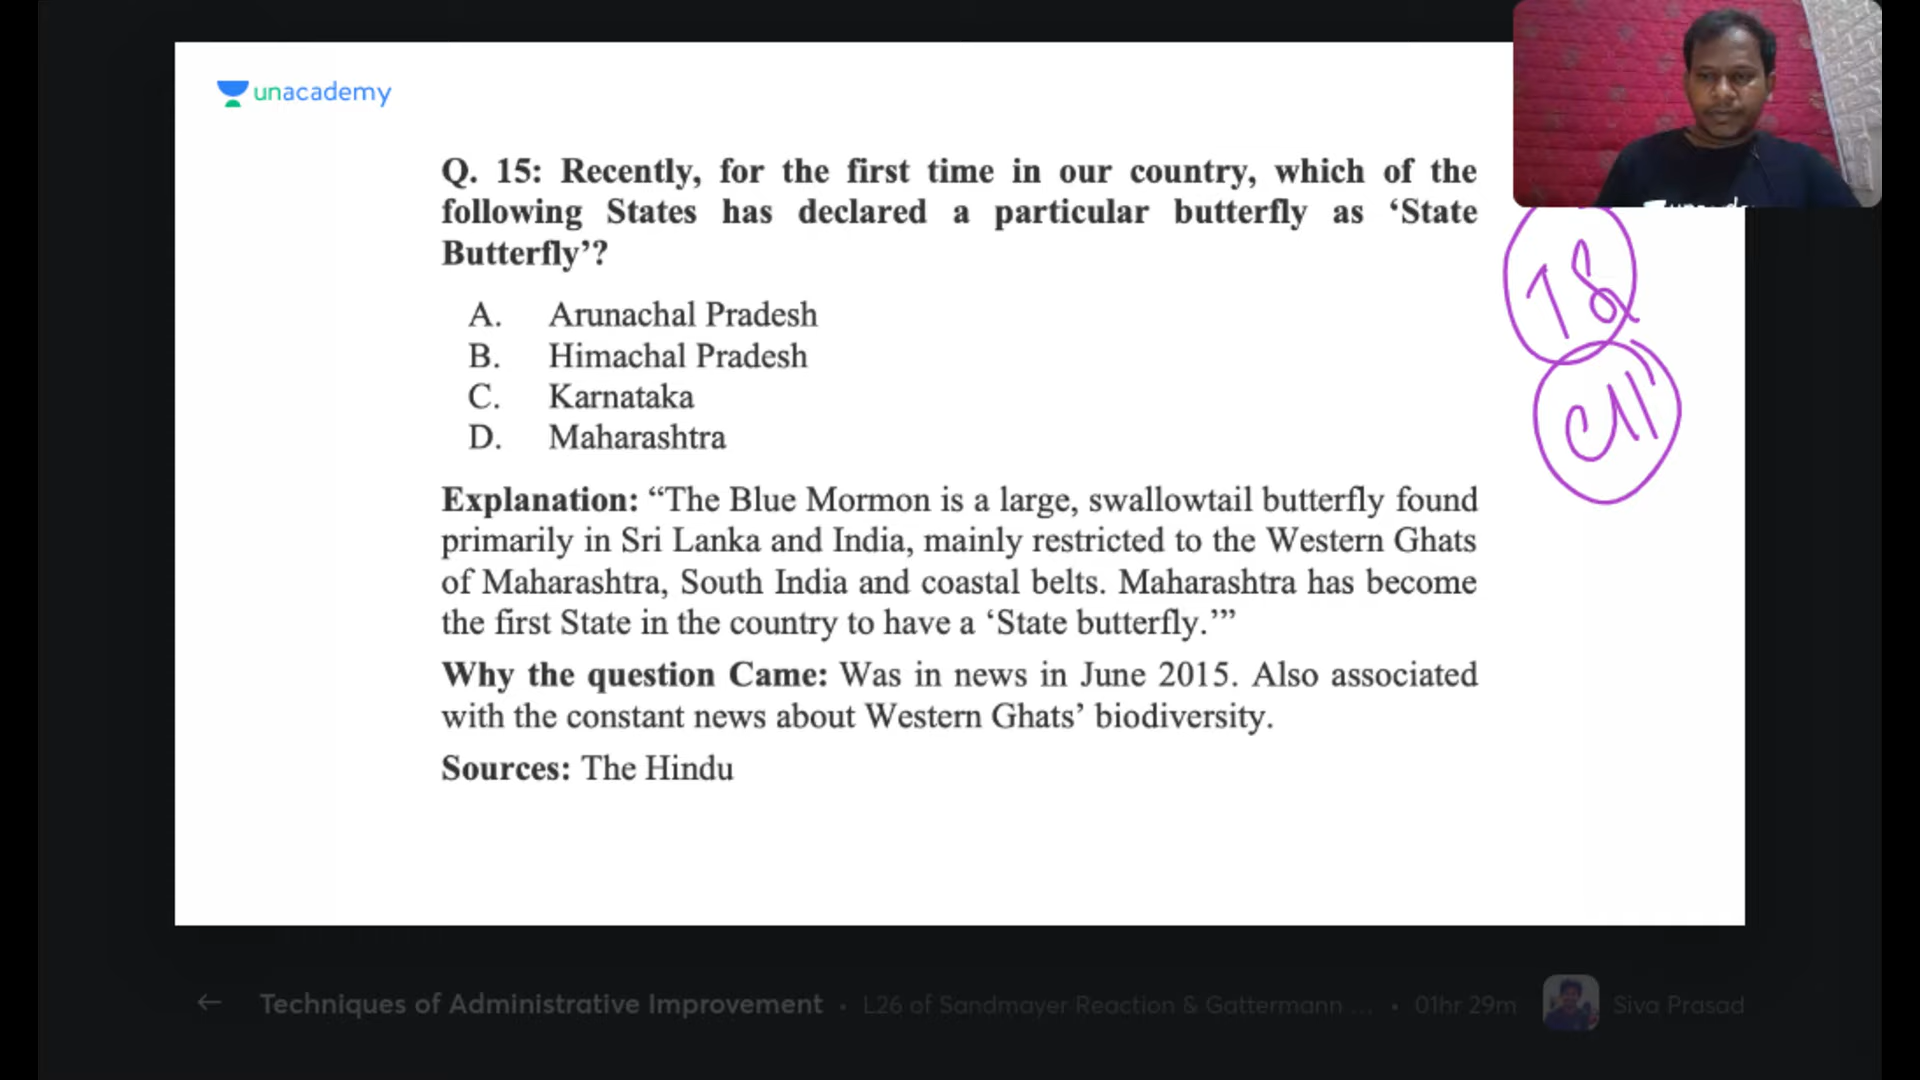 unacademy
Q. 15: Recently, for the first time in our country, which of the
following States has declared a particular butterfly as ‘State
Butterfly’?
A. Arunachal Pradesh
B. Himachal Pradesh
C. Karnataka
D. Maharashtra
Explanation: “The Blue Mormon is a large, swallowtail butterfly found
primarily in Sri Lanka and India, mainly restricted to the Western Ghats
of Maharashtra, South India and coastal belts. Maharashtra has become
the first State in the country to have a ‘State butterfly.’”
Why the question Came: Was in news in June 2015. Also associated
with the constant news about Western Ghats’ biodiversity.
Sources: The Hindu
← Techniques of Administrative Improvement • L26 of Sandmayer Reaction & Gattermann ... • 01hr 29m Siva Prasad